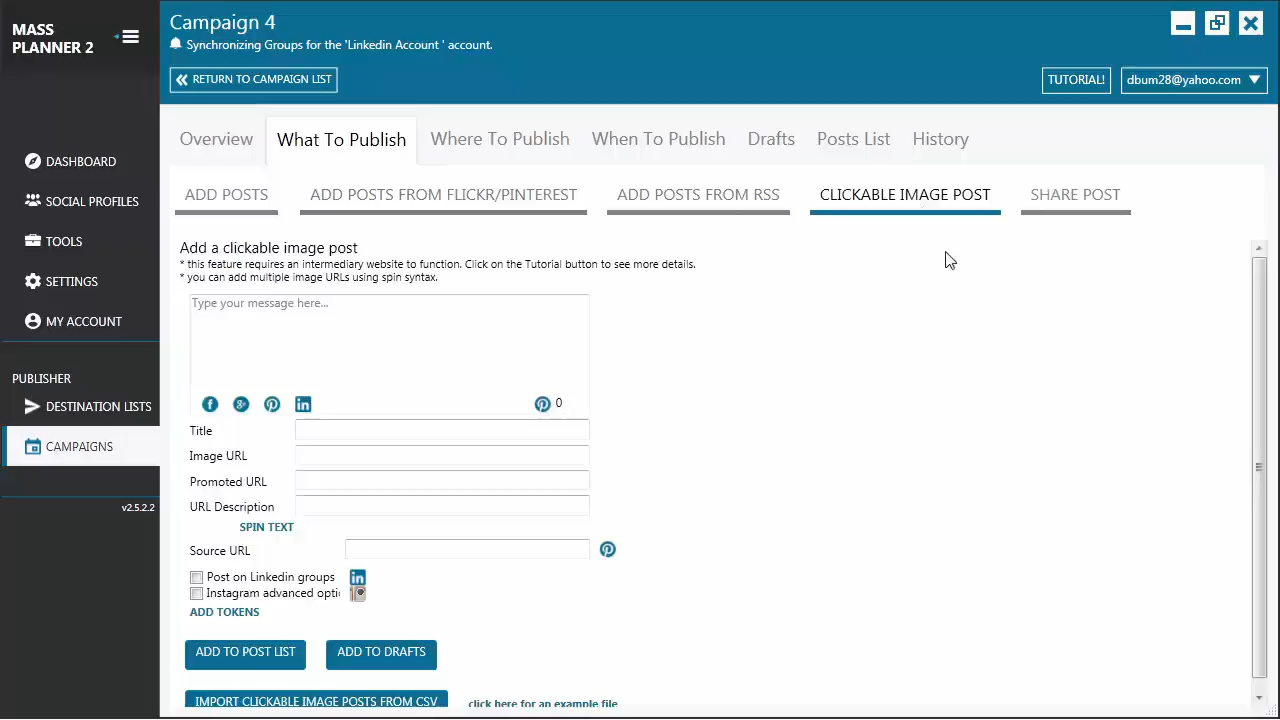 MASS
PLANNER 2
Campaign 4
Synchronizing Groups for the 'Linkedin Account ' account.
RETURN TO CAMPAIGN LIST
TUTORIAL!
dbum28@yahoo.com
Overview
What To Publish
Where To Publish
When To Publish
Drafts
Posts List
History
DASHBOARD
SOCIAL PROFILES
TOOLS
SETTINGS
MY ACCOUNT
PUBLISHER
DESTINATION LISTS
CAMPAIGNS
v2.5.2.2
ADD POSTS
ADD POSTS FROM FLICKR/PINTEREST
ADD POSTS FROM RSS
CLICKABLE IMAGE POST
SHARE POST
Add a clickable image post
* this feature requires an intermediary website to function. Click on the Tutorial button to see more details.
* you can add multiple image URLs using spin syntax.
Type your message here...
0
Title
Image URL
Promoted URL
URL Description
SPIN TEXT
Source URL
Post on Linkedin groups
Instagram advanced opti
ADD TOKENS
ADD TO POST LIST
ADD TO DRAFTS
IMPORT CLICKABLE IMAGE POSTS FROM CSV
click here for an example file